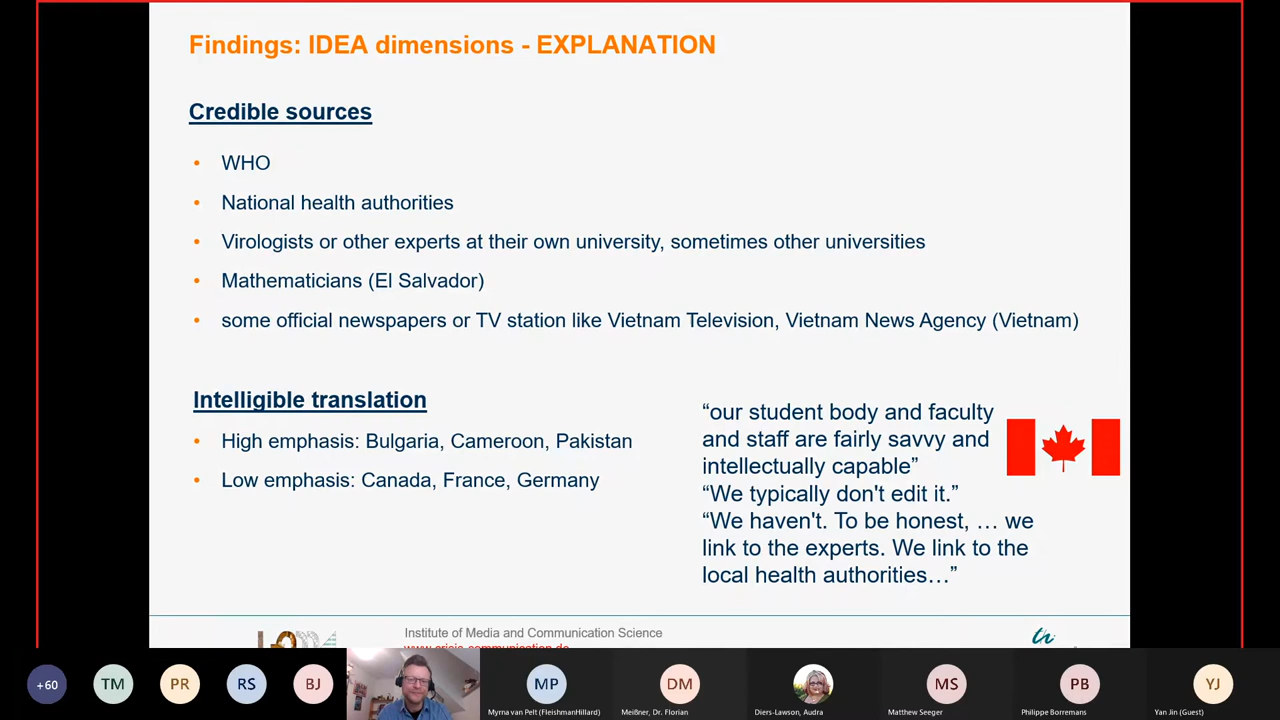 Findings: IDEA dimensions - EXPLANATION
Credible sources
• WHO
• National health authorities
• Virologists or other experts at their own university, sometimes other universities
• Mathematicians (El Salvador)
• some official newspapers or TV station like Vietnam Television, Vietnam News Agency (Vietnam)
Intelligible translation
• High emphasis: Bulgaria, Cameroon, Pakistan
• Low emphasis: Canada, France, Germany
“our student body and faculty
and staff are fairly savvy and
intellectually capable”
“We typically don't edit it.”
“We haven't. To be honest, … we
link to the experts. We link to the
local health authorities…”
Institute of Media and Communication Science
www.crisis-communication.de
+60
TM
PR
RS
BJ
MP
DM
MS
PB
YJ
Myrna van Pelt (FleishmanHillard)
Meißner, Dr. Florian
Diers-Lawson, Audra
Matthew Seeger
Philippe Borremans
Yan Jin (Guest)